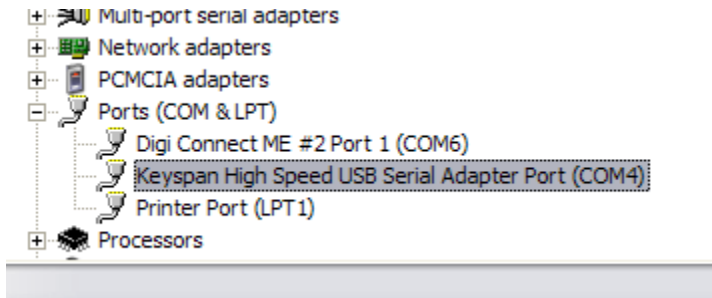 Multi-port serial adapters
Network adapters
PCMCIA adapters
Ports (COM & LPT)
Digi Connect ME #2 Port 1 (COM6)
Keyspan High Speed USB Serial Adapter Port (COM4)
Printer Port (LPT1)
Processors